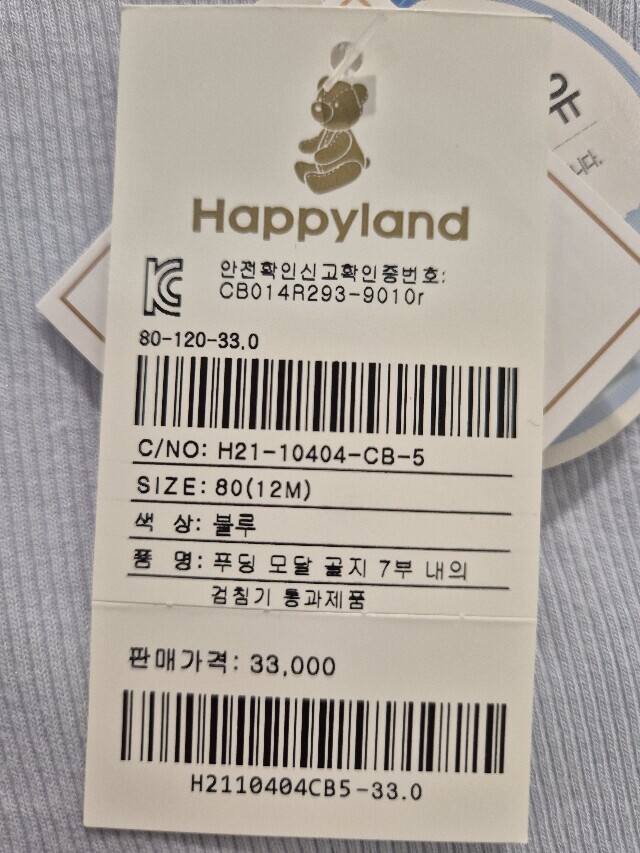 Happyland
안전확인신고확인증번호:
CB014R293-9010r
80-120-33.0
C/NO: H21-10404-CB-5
SIZE: 80(12M)
색 상: 블루
품 명: 푸딩 모달 골지 7부 내의
검침기 통과제품
판매가격: 33,000
H2110404CB5-33.0
유
니다.